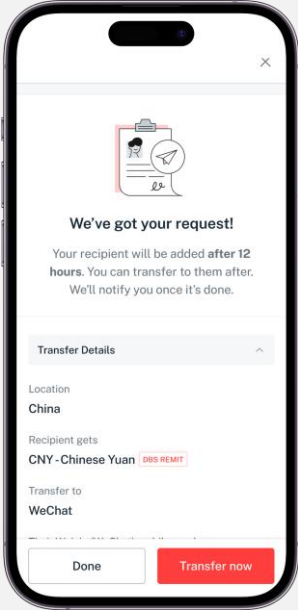 We've got your request!
Your recipient will be added after 12
hours. You can transfer to them after.
We'll notify you once it's done.
Transfer Details
Location
China
Recipient gets
CNY - Chinese Yuan DBS REMIT
Transfer to
WeChat
Done Transfer now